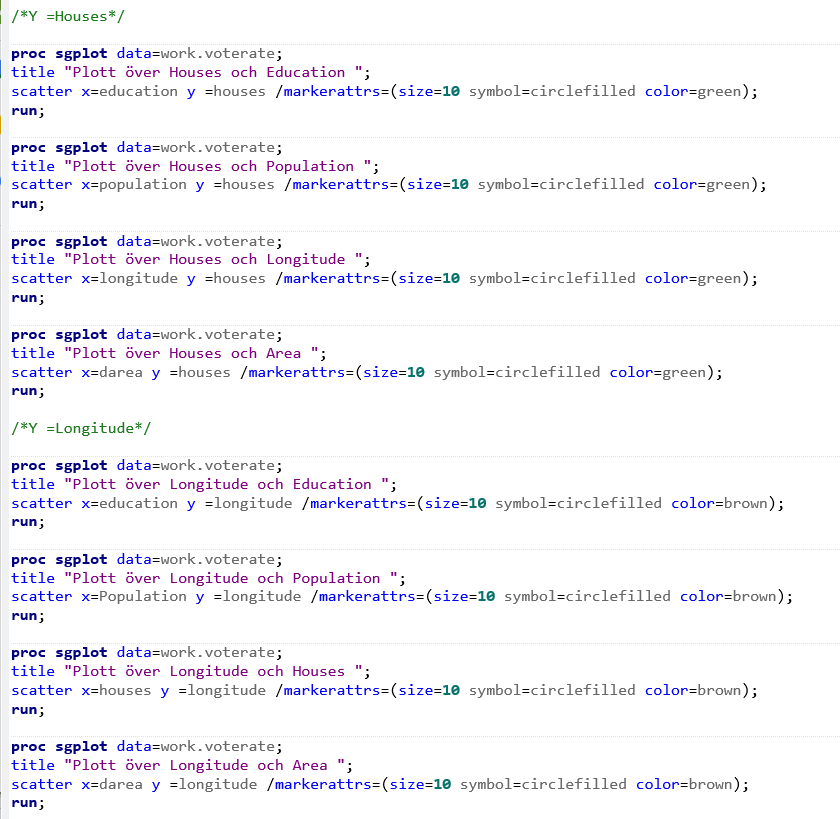 /*Y =Houses*/
proc sgplot data=work.voterate;
title "Plott över Houses och Education ";
scatter x=education y =houses /markerattrs=(size=10 symbol=circlefilled color=green);
run;
proc sgplot data=work.voterate;
title "Plott över Houses och Population ";
scatter x=population y =houses /markerattrs=(size=10 symbol=circlefilled color=green);
run;
proc sgplot data=work.voterate;
title "Plott över Houses och Longitude ";
scatter x=longitude y =houses /markerattrs=(size=10 symbol=circlefilled color=green);
run;
proc sgplot data=work.voterate;
title "Plott över Houses och Area ";
scatter x=darea y =houses /markerattrs=(size=10 symbol=circlefilled color=green);
run;
/*Y =Longitude*/
proc sgplot data=work.voterate;
title "Plott över Longitude och Education ";
scatter x=education y =longitude /markerattrs=(size=10 symbol=circlefilled color=brown);
run;
proc sgplot data=work.voterate;
title "Plott över Longitude och Population ";
scatter x=Population y =longitude /markerattrs=(size=10 symbol=circlefilled color=brown);
run;
proc sgplot data=work.voterate;
title "Plott över Longitude och Houses ";
scatter x=houses y =longitude /markerattrs=(size=10 symbol=circlefilled color=brown);
run;
proc sgplot data=work.voterate;
title "Plott över Longitude och Area ";
scatter x=darea y =longitude /markerattrs=(size=10 symbol=circlefilled color=brown);
run;